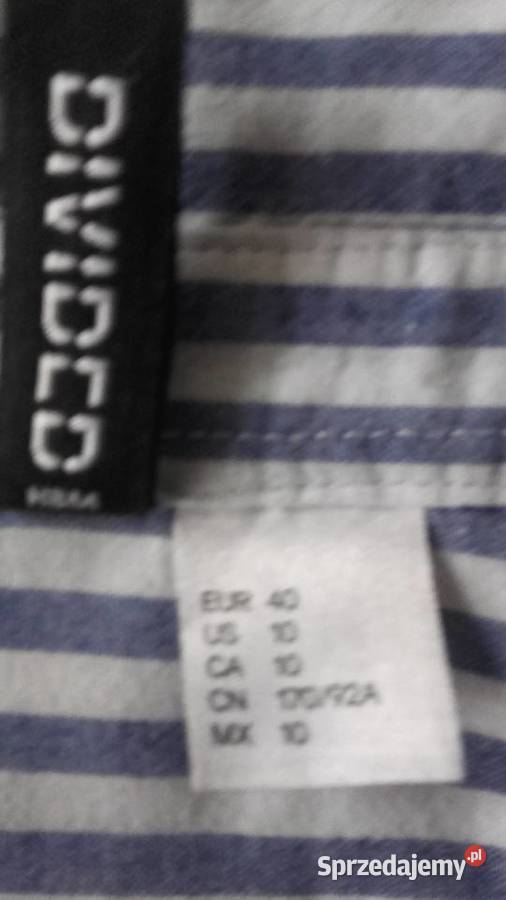 DIVIDED
H&M
EUR 40
US 10
CA 10
CN 170/92A
MX 10
Sprzedajemy.pl